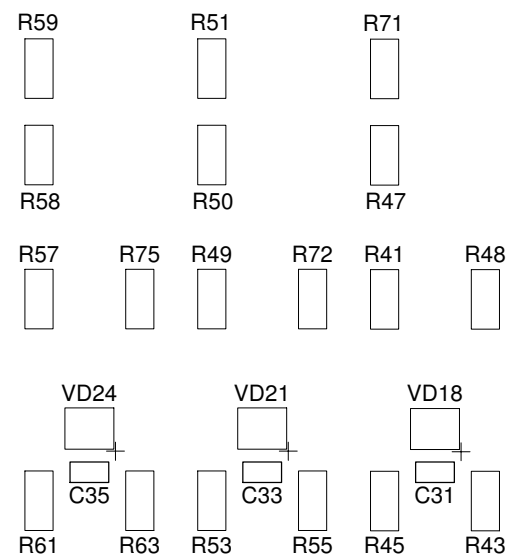 R59 R51 R71
R58 R50 R47
R57 R75 R49 R72 R41 R48
VD24 VD21 VD18
C35 C33 C31
R61 R63 R53 R55 R45 R43